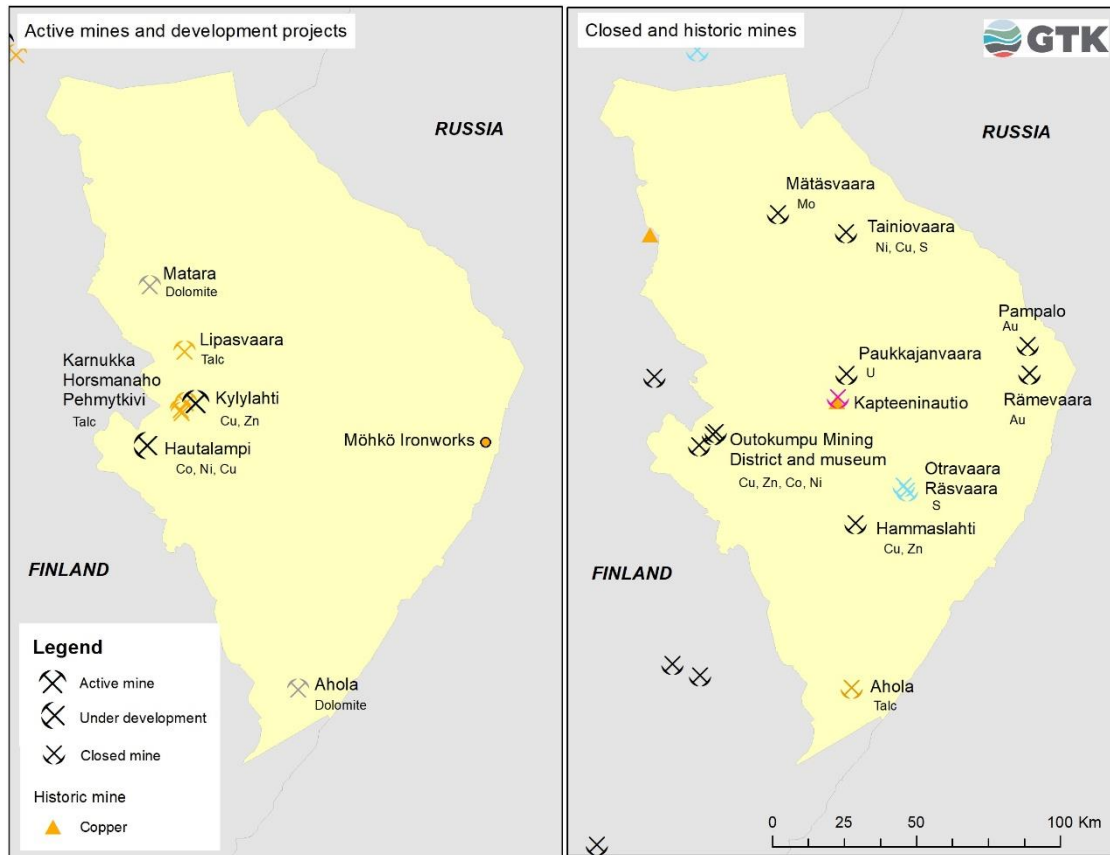 Active mines and development projects
RUSSIA
Matara
Dolomite
Lipasvaara
Talc
Karnukka
Horsmanaho
Pehmytkivi
Talc
Kylylahti
Cu, Zn
Hautalampi
Co, Ni, Cu
Möhkö Ironworks
FINLAND
Ahola
Dolomite
Legend
Active mine
Under development
Closed mine
Historic mine
Copper
Closed and historic mines
GTK
RUSSIA
Mätäsvaara
Mo
Tainiovaara
Ni, Cu, S
Pampalo
Au
Paukkajanvaara
U
Rämevaara
Au
Kapteeninautio
Outokumpu Mining
District and museum
Cu, Zn, Co, Ni
Otravaara
Räsvaara
S
Hammaslahti
Cu, Zn
FINLAND
Ahola
Talc
0 25 50 100 Km